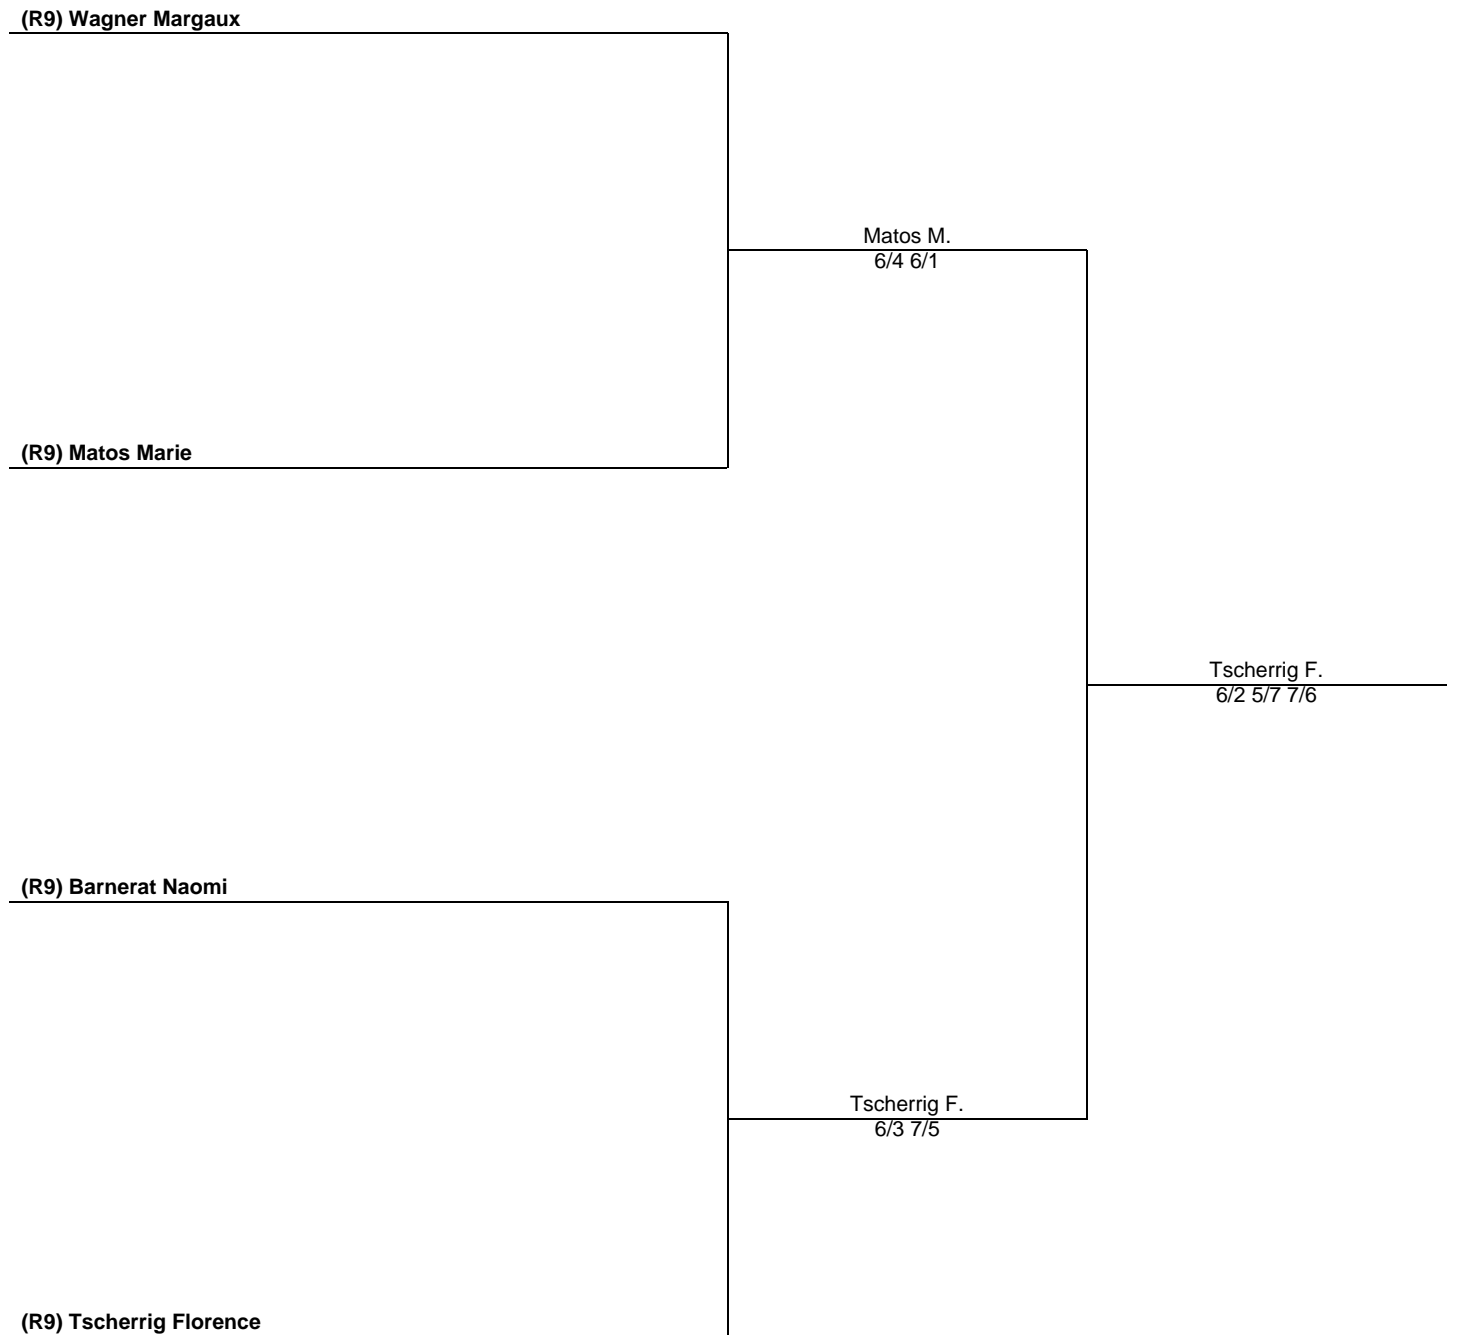 (R9) Wagner Margaux
Matos M.
6/4 6/1
(R9) Matos Marie
Tscherrig F.
6/2 5/7 7/6
(R9) Barnerat Naomi
Tscherrig F.
6/3 7/5
(R9) Tscherrig Florence